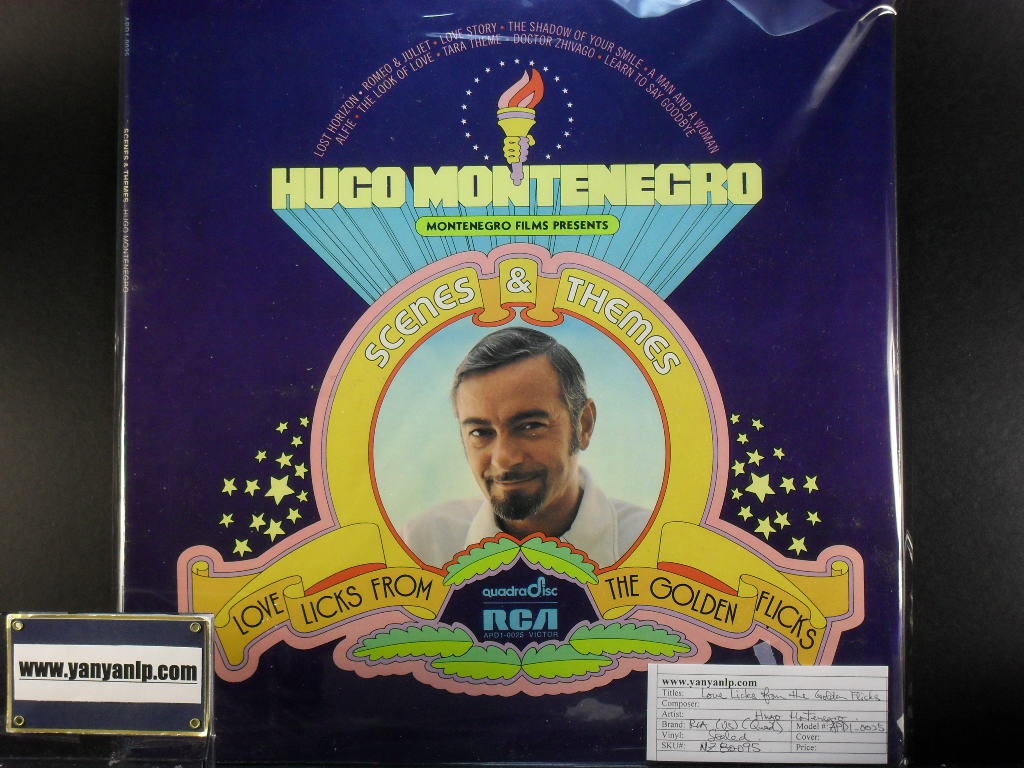 APD1-0025
SCENES & THEMES · HUGO MONTENEGRO
LOST HORIZON • ROMEO & JULIET • LOVE STORY • THE SHADOW OF YOUR SMILE • A MAN AND A WOMAN
ALFIE • THE LOOK OF LOVE • TARA THEME • DOCTOR ZHIVAGO • LEARN TO SAY GOODBYE
HUGO MONTENEGRO
MONTENEGRO FILMS PRESENTS
SCENES & THEMES
LOVE LICKS FROM THE GOLDEN FLICKS
quadradisc
RCA
APD1-0025 VICTOR
www.yanyanlp.com
www.yanyanlp.com
Titles: Love Licks from the Golden Flicks
Composer:
Artist: Hugo Montenegro
Brand: RCA (US) (Quad) Model #: APD1-0025
Vinyl: Sealed Cover:
SKU#: NZB0095 Price: